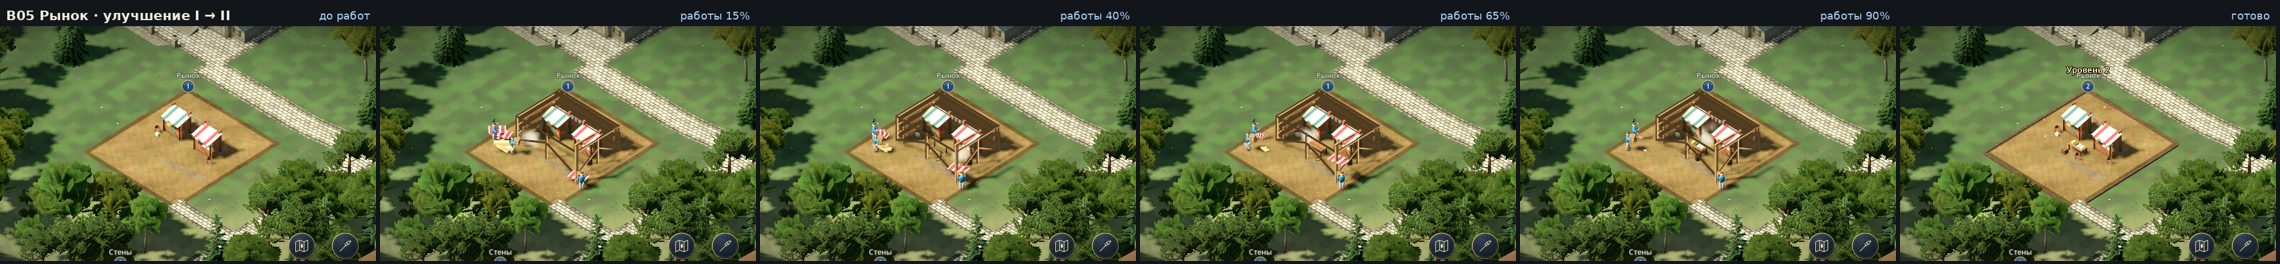 B05 Рынок · улучшение I → II
до работ
работы 15%
работы 40%
работы 65%
работы 90%
готово
Рынок
1
Стены
Рынок
1
Стены
Рынок
1
Стены
Рынок
1
Стены
Рынок
1
Стены
Уровень
Рынок
2
Стены